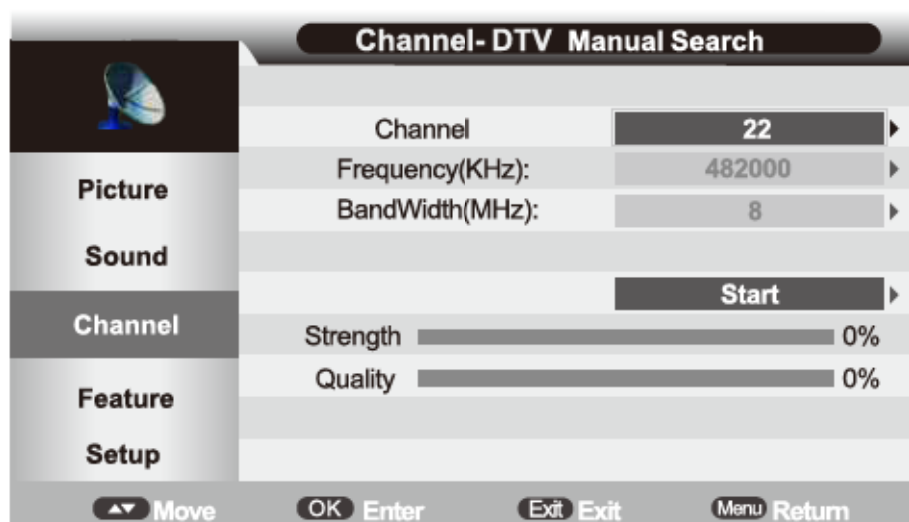 Channel- DTV Manual Search
Picture
Sound
Channel
Feature
Setup
Channel 22
Frequency(KHz): 482000
BandWidth(MHz): 8
Start
Strength 0%
Quality 0%
Move OK Enter Exit Exit Menu Return